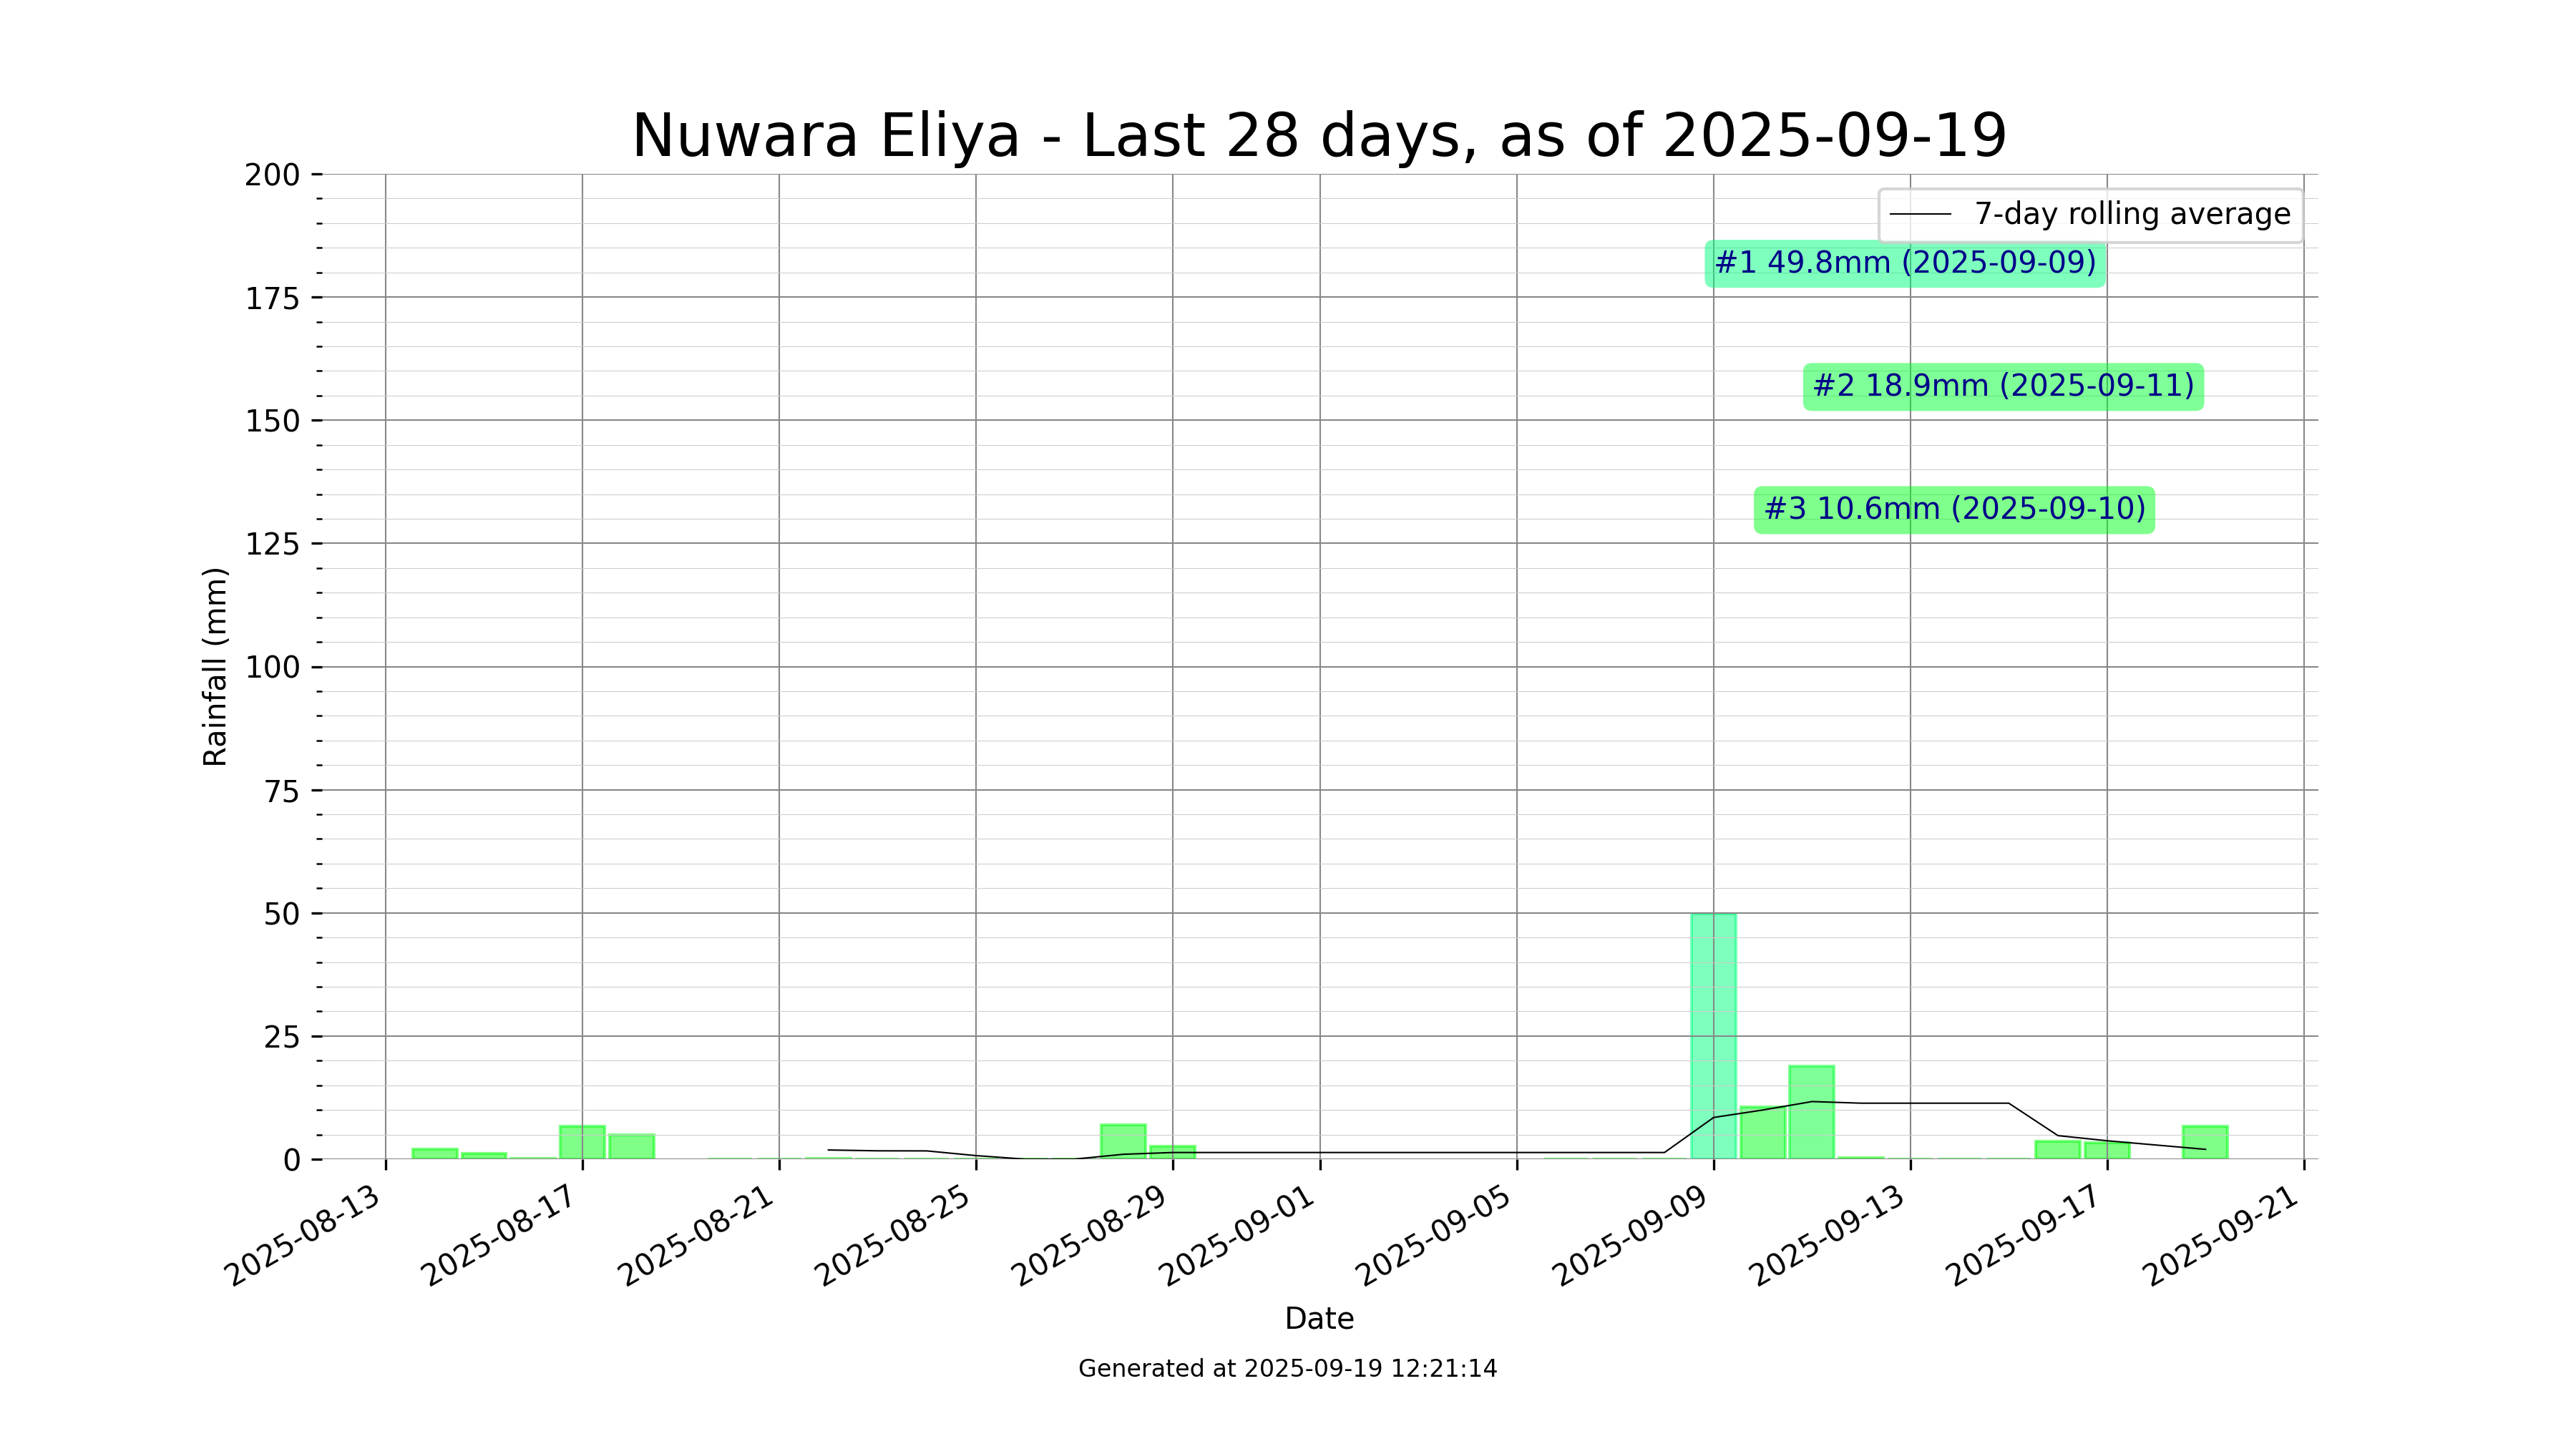 Nuwara Eliya - Last 28 days, as of 2025-09-19
200
175
150
125
100
75
50
25
0
Rainfall (mm)
7-day rolling average
#1 49.8mm (2025-09-09)
#2 18.9mm (2025-09-11)
#3 10.6mm (2025-09-10)
2025-08-13
2025-08-17
2025-08-21
2025-08-25
2025-08-29
2025-09-01
2025-09-05
2025-09-09
2025-09-13
2025-09-17
2025-09-21
Date
Generated at 2025-09-19 12:21:14